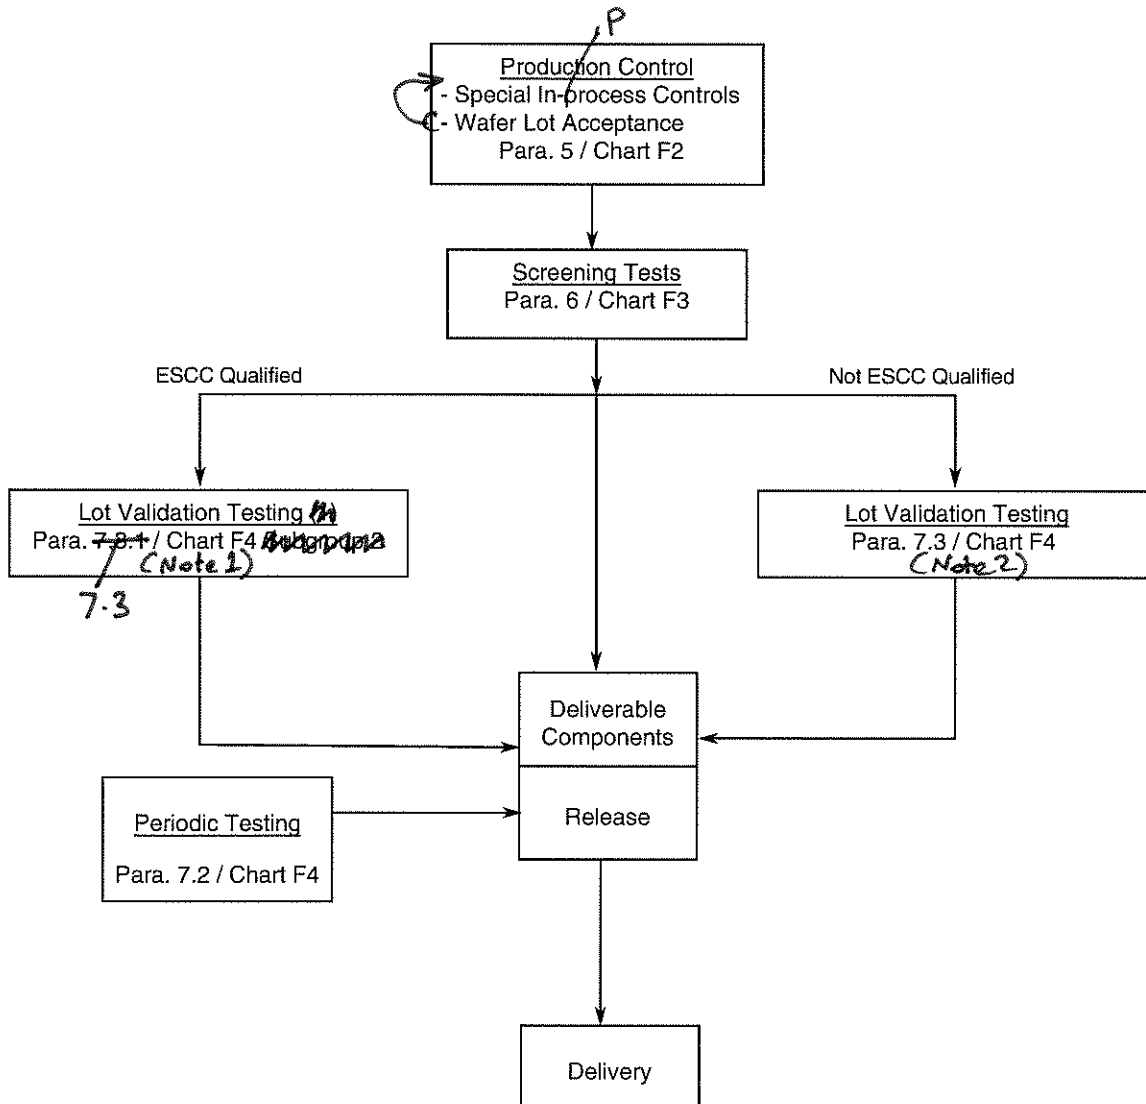 P
Production Control
- Special In-process Controls
- Wafer Lot Acceptance
Para. 5 / Chart F2
Screening Tests
Para. 6 / Chart F3
ESCC Qualified
Not ESCC Qualified
Lot Validation Testing
Para. 7.3.1 / Chart F4
(Note 1)
7.3
Lot Validation Testing
Para. 7.3 / Chart F4
(Note 2)
Deliverable
Components
Periodic Testing
Para. 7.2 / Chart F4
Release
Delivery